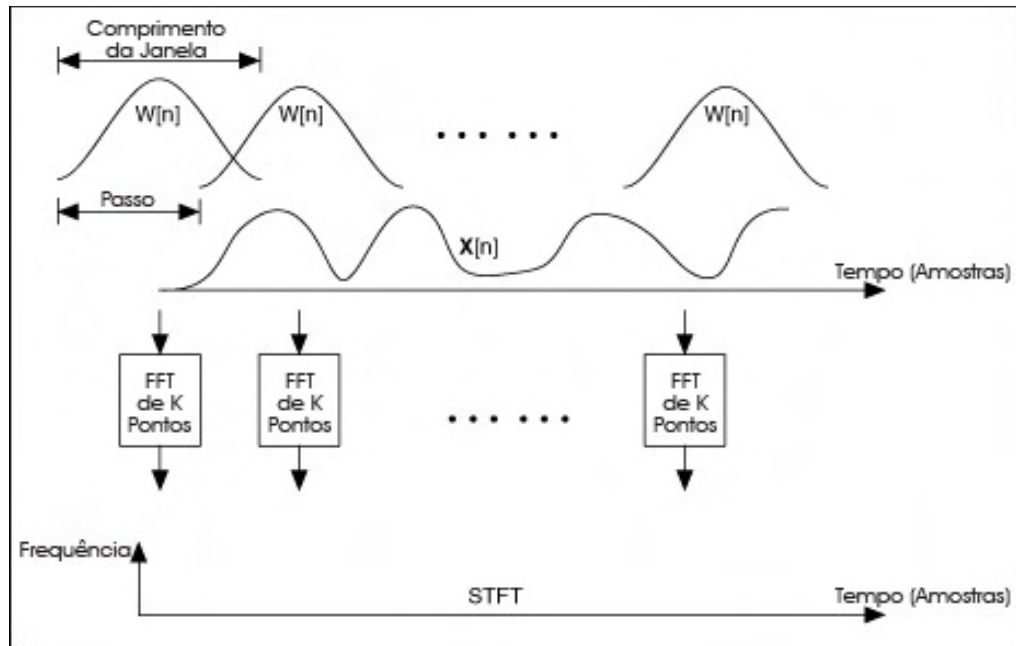 Comprimento
da Janela
W[n]
W[n]
W[n]
Passo
X[n]
Tempo (Amostras)
FFT
de K
Pontos
FFT
de K
Pontos
FFT
de K
Pontos
Frequência
STFT
Tempo (Amostras)